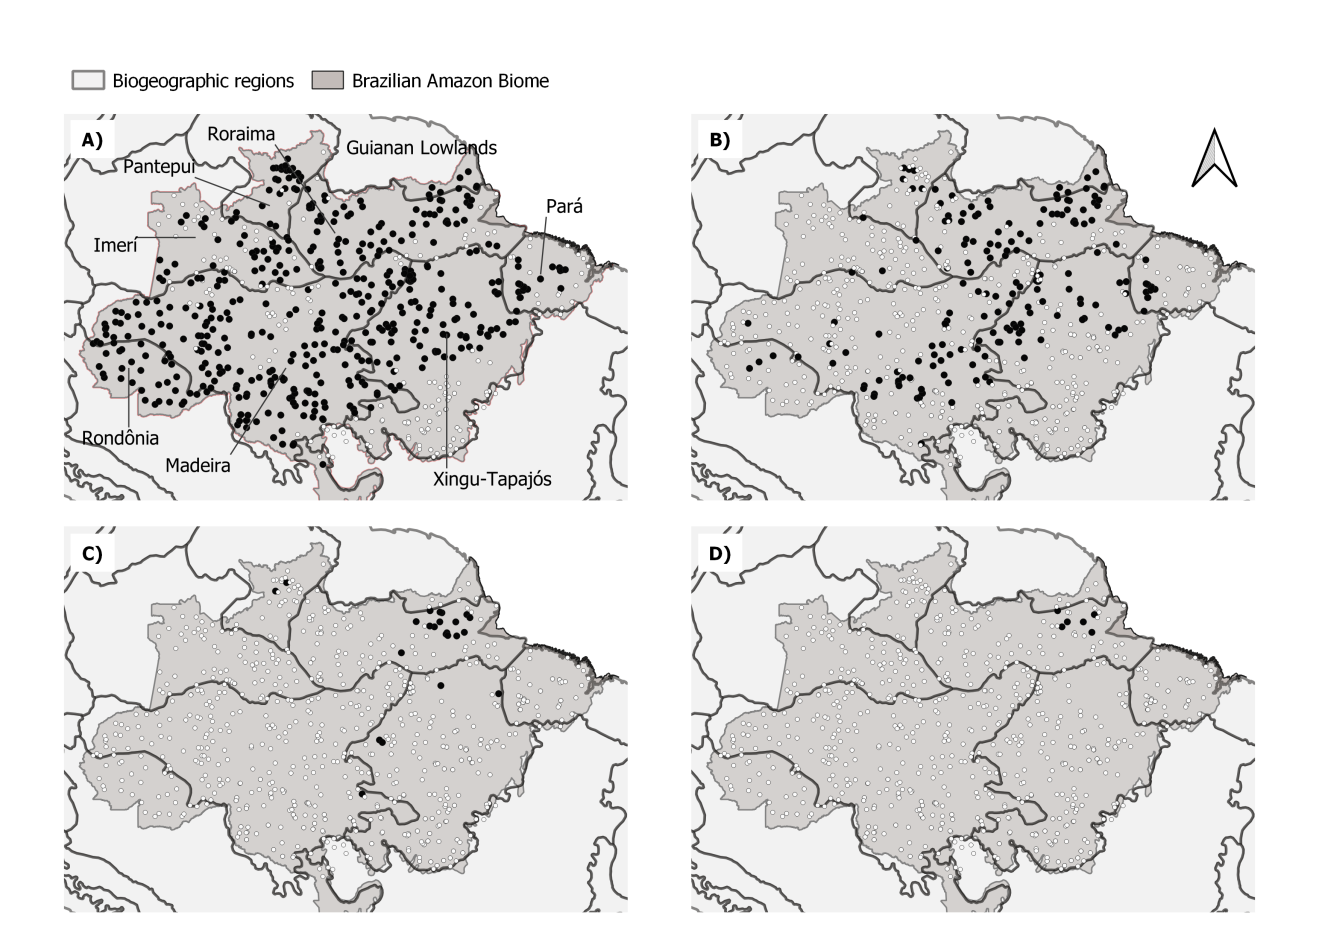 Biogeographic regions Brazilian Amazon Biome
A)
Roraima
Guianan Lowlands
Pantepui
Pará
Imerí
Rondônia
Madeira
Xingu-Tapajós
B)
C)
D)